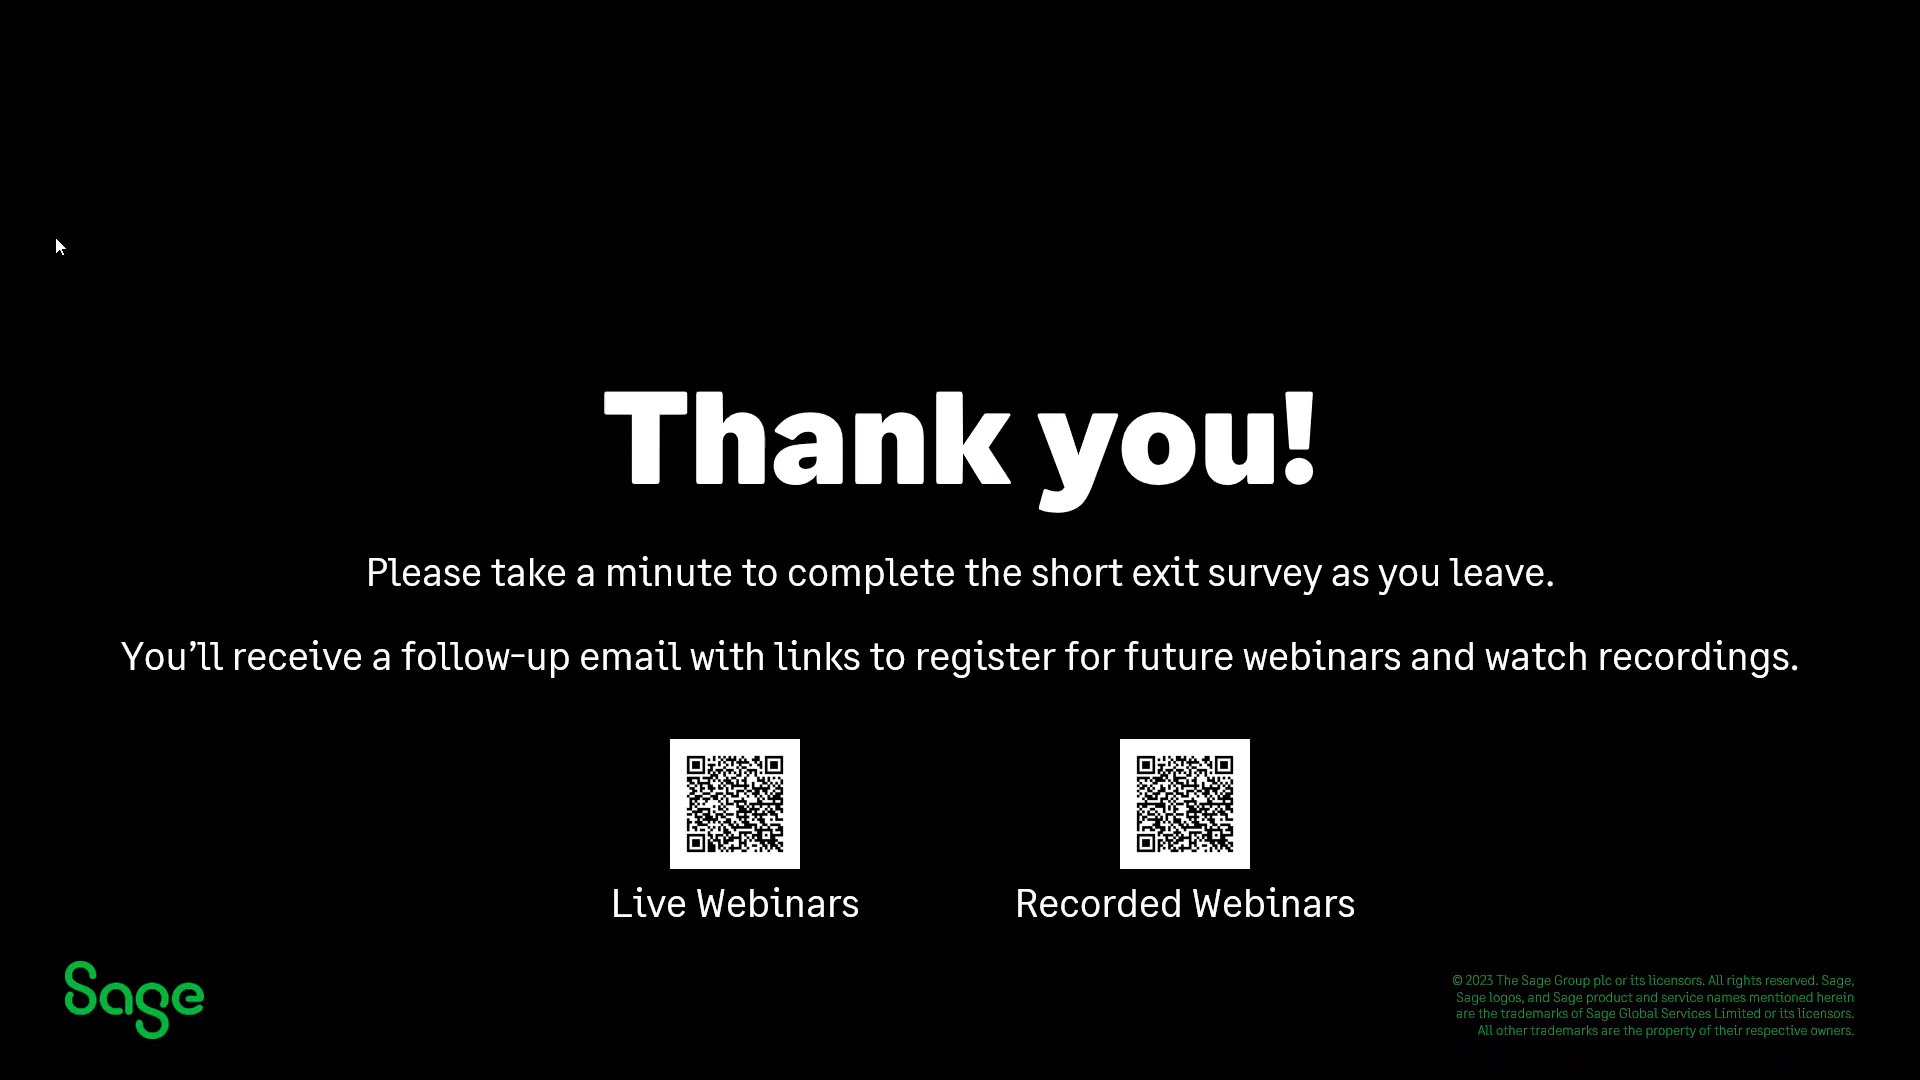 Thank you!
Please take a minute to complete the short exit survey as you leave.
You’ll receive a follow-up email with links to register for future webinars and watch recordings.
Live Webinars
Recorded Webinars
Sage
© 2023 The Sage Group plc or its licensors. All rights reserved. Sage,
Sage logos, and Sage product and service names mentioned herein
are the trademarks of Sage Global Services Limited or its licensors.
All other trademarks are the property of their respective owners.